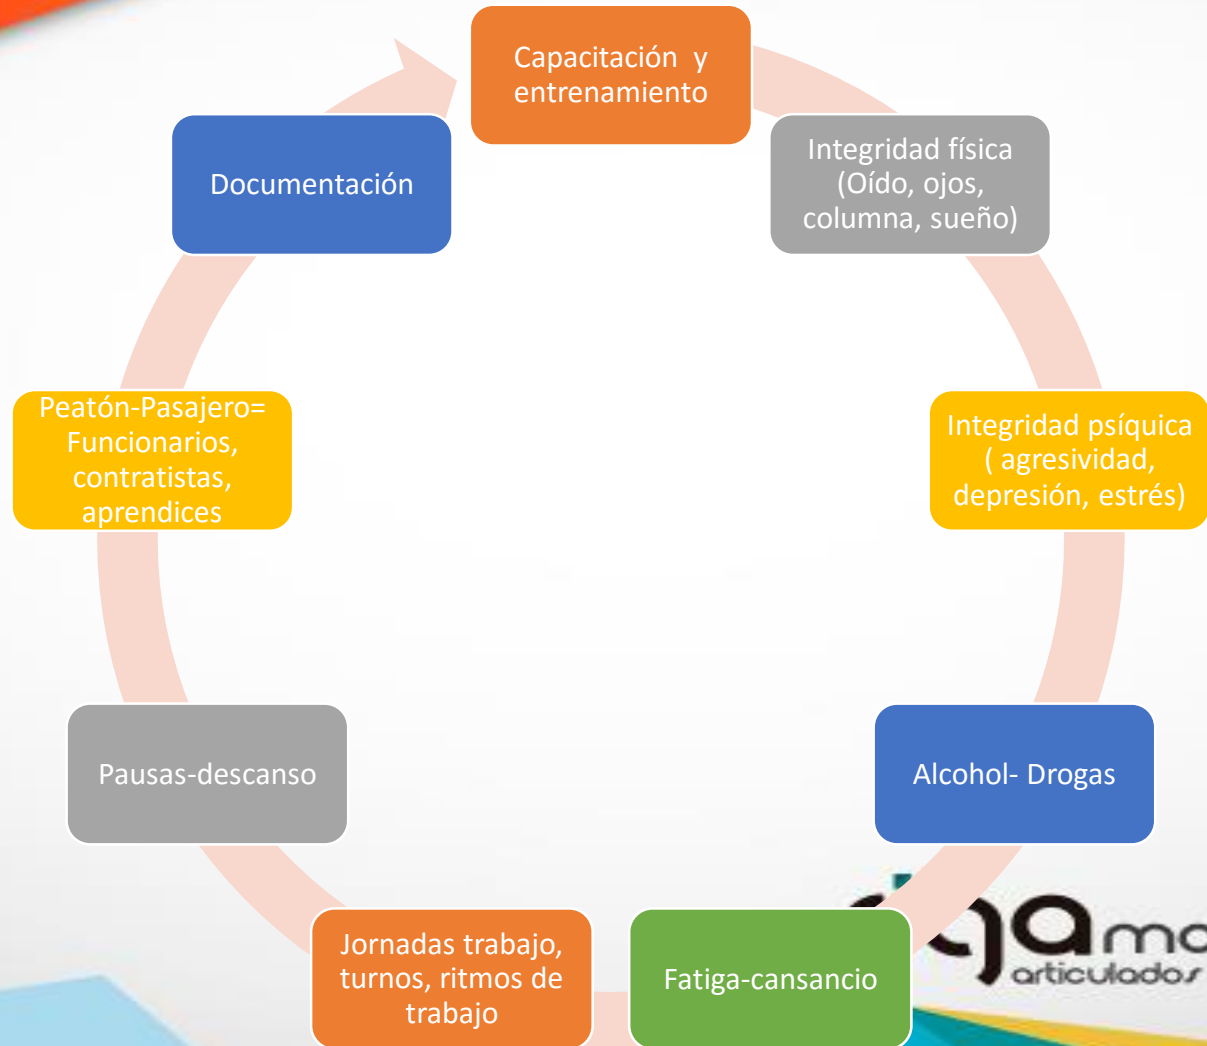 Capacitación y
entrenamiento
Integridad física
(Oído, ojos,
columna, sueño)
Integridad psíquica
( agresividad,
depresión, estrés)
Alcohol- Drogas
Fatiga-cansancio
Jornadas trabajo,
turnos, ritmos de
trabajo
Pausas-descanso
Peatón-Pasajero=
Funcionarios,
contratistas,
aprendices
Documentación
articulados